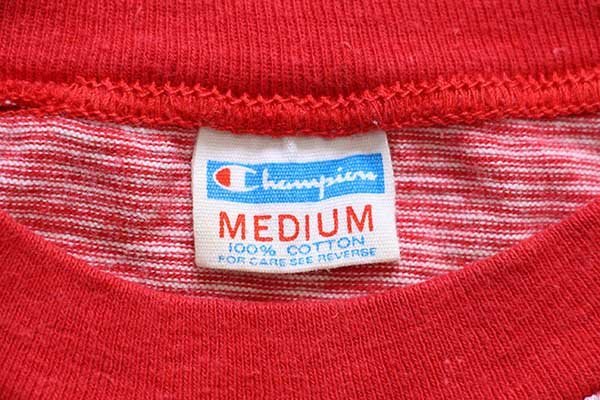 Champion
MEDIUM
100% COTTON
FOR CARE SEE REVERSE